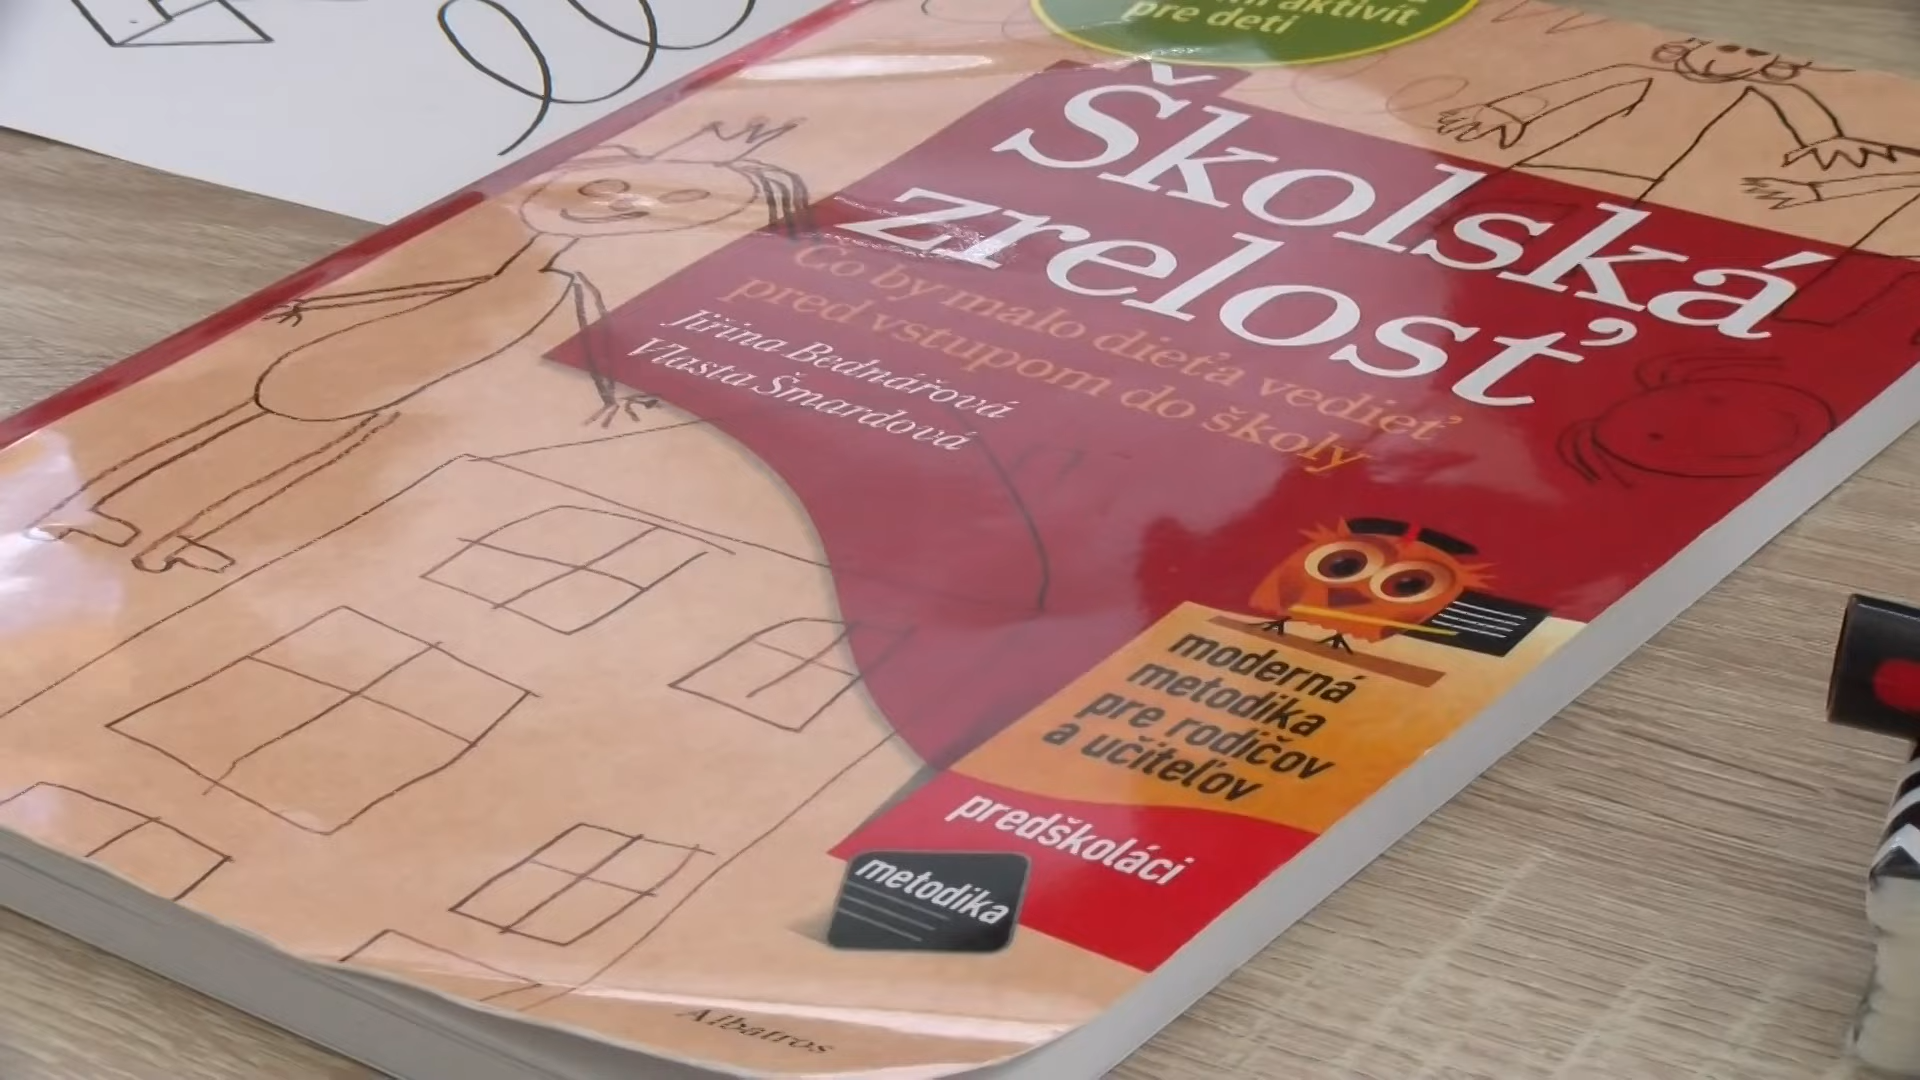 aktivít
pre deti
Školská
zrelosť
Čo by malo dieťa vedieť
pred vstupom do školy
Jiřina Bednářová
Vlasta Šmardová
moderná
metodika
pre rodičov
a učiteľov
predškoláci
metodika
Albatros